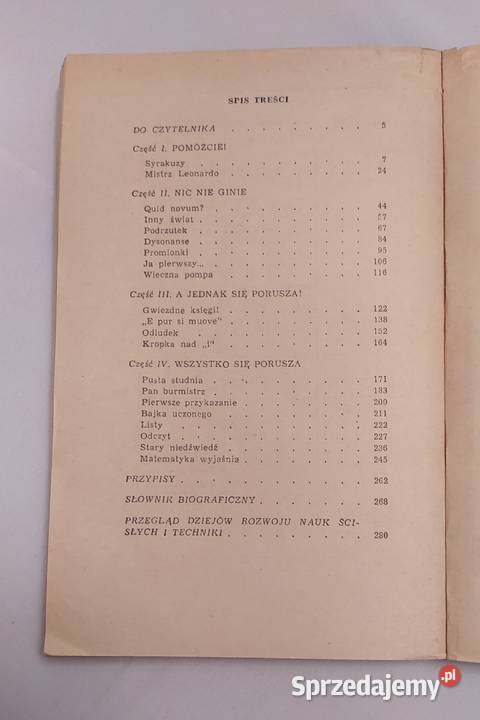 SPIS TREŚCI
DO CZYTELNIKA . . . . . . . . . 5
Część I. POMÓŻCIE!
Syrakuzy . . . . . . . . . . 7
Mistrz Leonardo . . . . . . . . 24
Część II. NIC NIE GINIE
Quid novum? . . . . . . . . . 44
Inny świat . . . . . . . . . . 57
Podrzutek . . . . . . . . . . 67
Dysonanse . . . . . . . . . . 84
Promionki . . . . . . . . . . 95
Ja pierwszy... . . . . . . . . . 106
Wieczna pompa . . . . . . . . 116
Część III. A JEDNAK SIĘ PORUSZA!
Gwiezdne księgi! . . . . . . . . 122
„E pur si muove" . . . . . . . . 138
Odludek . . . . . . . . . . 152
Kropka nad „i" . . . . . . . . 164
Część IV. WSZYSTKO SIĘ PORUSZA
Pusta studnia . . . . . . . . . 171
Pan burmistrz . . . . . . . . . 183
Pierwsze przykazanie . . . . . . . 200
Bajka uczonego . . . . . . . . 211
Listy . . . . . . . . . . . 222
Odczyt . . . . . . . . . . 227
Stary niedźwiedź . . . . . . . . 236
Matematyka wyjaśnia . . . . . . . 245
PRZYPISY . . . . . . . . . . 262
SŁOWNIK BIOGRAFICZNY . . . . . . . 268
PRZEGLĄD DZIEJÓW ROZWOJU NAUK ŚCI-
SŁYCH I TECHNIKI . . . . . . . . 280
Sprzedajemy.pl